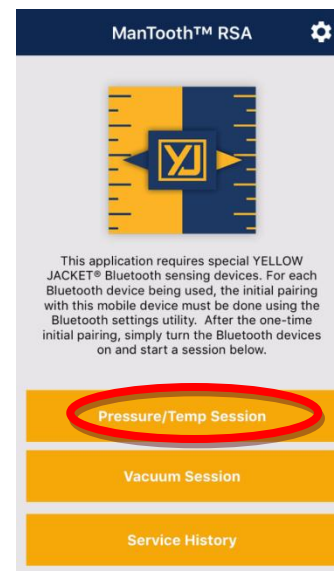 ManTooth™ RSA
YJ
This application requires special YELLOW
JACKET® Bluetooth sensing devices. For each
Bluetooth device being used, the initial pairing
with this mobile device must be done using the
Bluetooth settings utility. After the one-time
initial pairing, simply turn the Bluetooth devices
on and start a session below.
Pressure/Temp Session
Vacuum Session
Service History